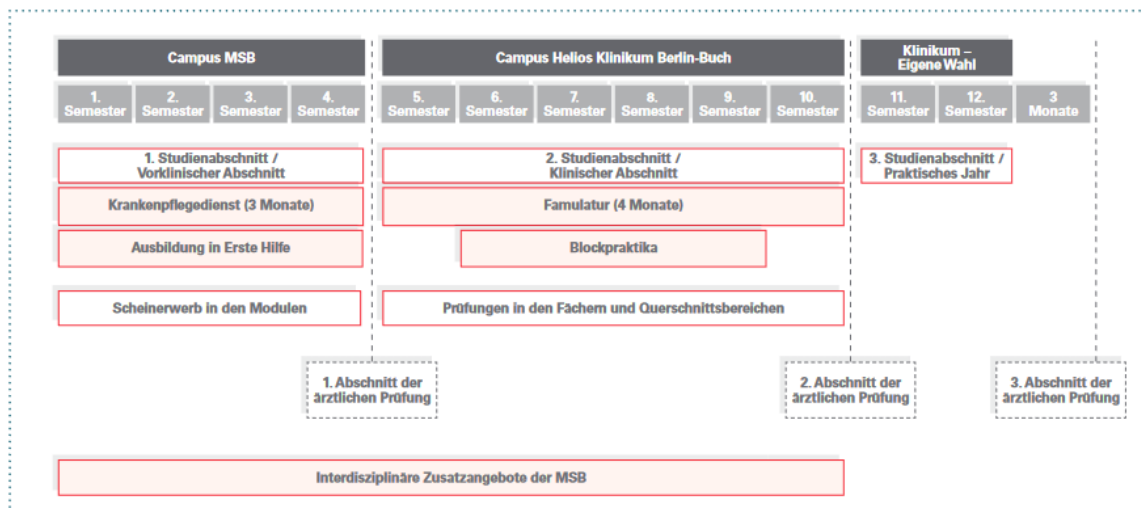 Campus MSB
Campus Helios Klinikum Berlin-Buch
Klinikum –
Eigene Wahl
1.
Semester
2.
Semester
3.
Semester
4.
Semester
5.
Semester
6.
Semester
7.
Semester
8.
Semester
9.
Semester
10.
Semester
11.
Semester
12.
Semester
3
Monate
1. Studienabschnitt /
Vorklinischer Abschnitt
2. Studienabschnitt /
Klinischer Abschnitt
3. Studienabschnitt /
Praktisches Jahr
Krankenpflegedienst (3 Monate)
Famulatur (4 Monate)
Ausbildung in Erste Hilfe
Blockpraktika
Scheinerwerb in den Modulen
Prüfungen in den Fächern und Querschnittsbereichen
1. Abschnitt der
ärztlichen Prüfung
2. Abschnitt der
ärztlichen Prüfung
3. Abschnitt der
ärztlichen Prüfung
Interdisziplinäre Zusatzangebote der MSB